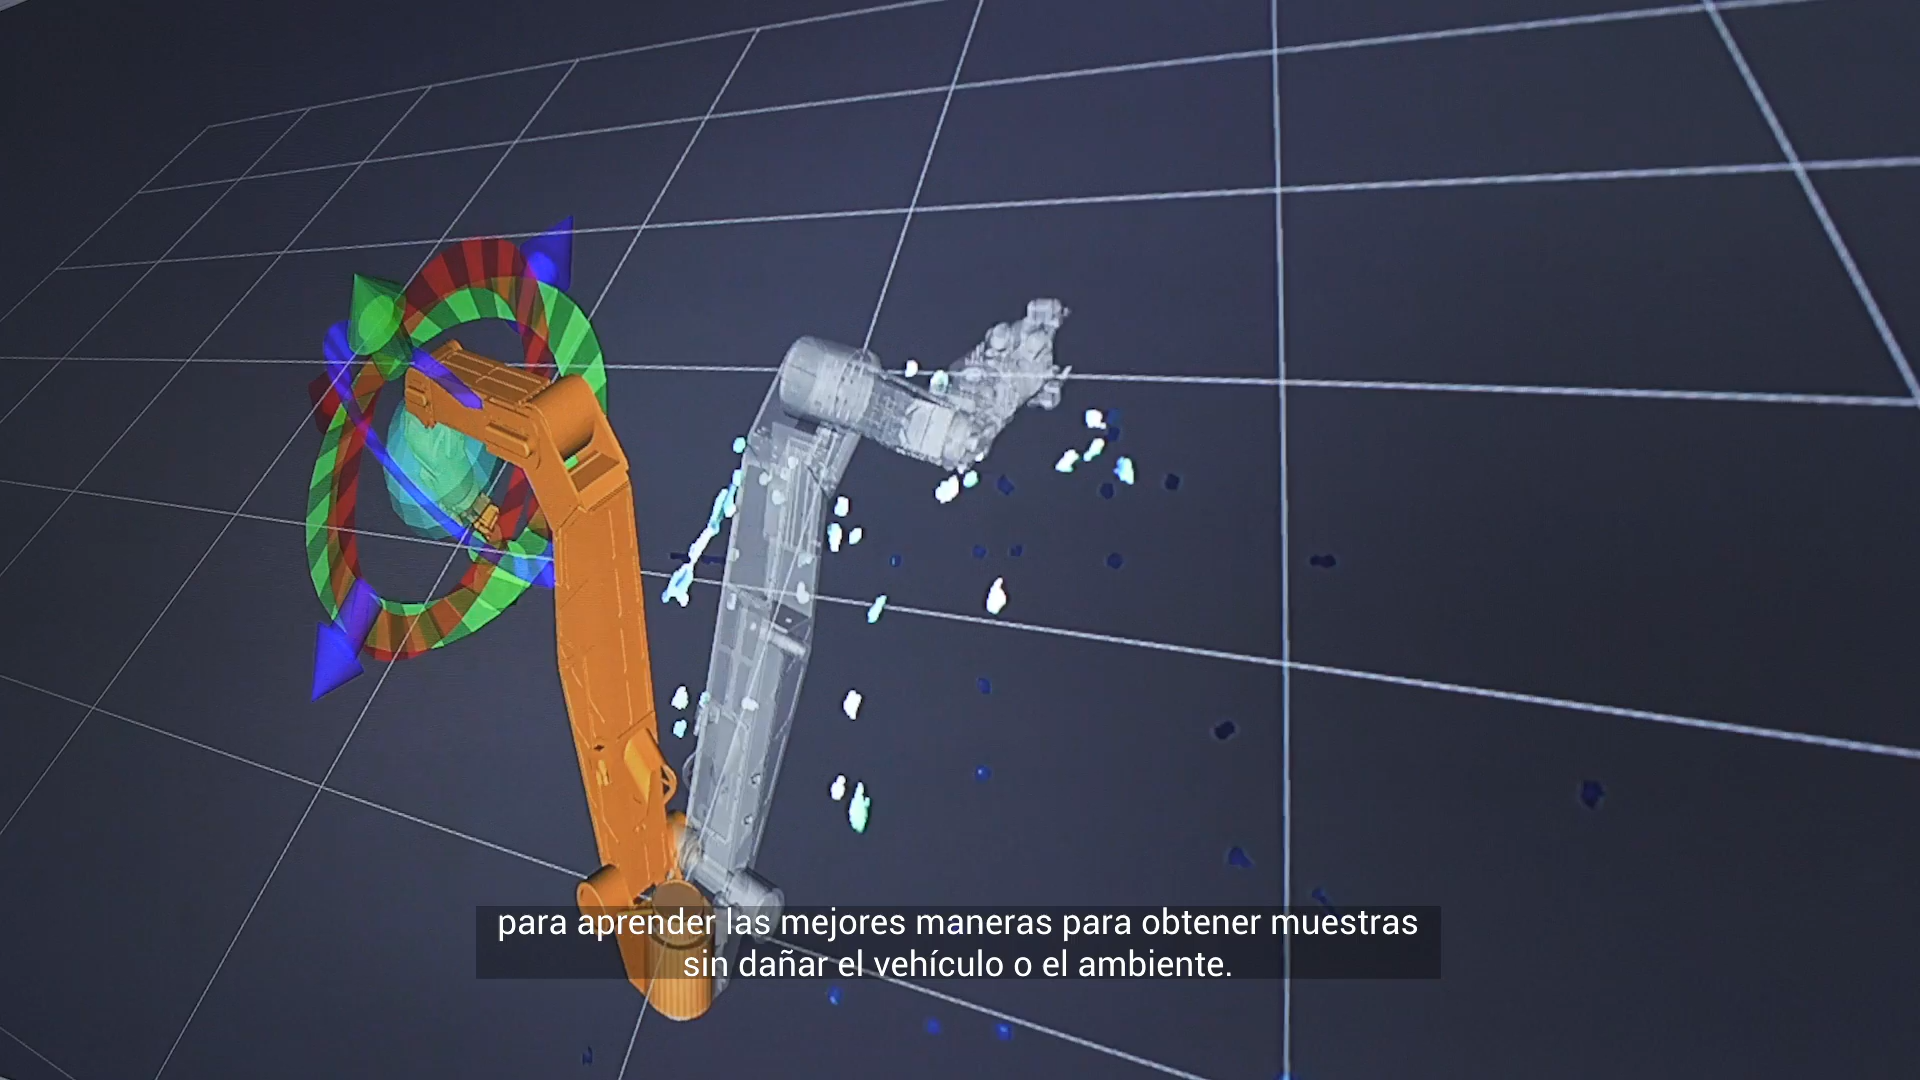 para aprender las mejores maneras para obtener muestras
sin dañar el vehículo o el ambiente.